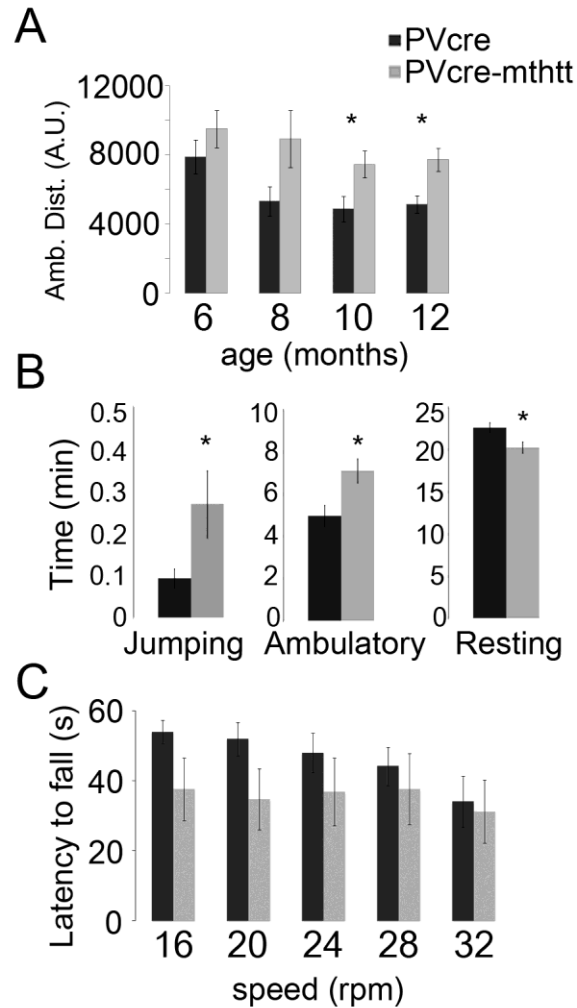 A
PVcre
PVcre-mthtt
Amb. Dist. (A.U.)
12000
8000
4000
0
* *
6 8 10 12
age (months)
B
Time (min)
0.5
0.4
0.3
0.2
0.1
0
*
Jumping
10
8
6
4
2
0
*
Ambulatory
25
20
15
10
5
0
*
Resting
C
Latency to fall (s)
60
40
20
0
16 20 24 28 32
speed (rpm)